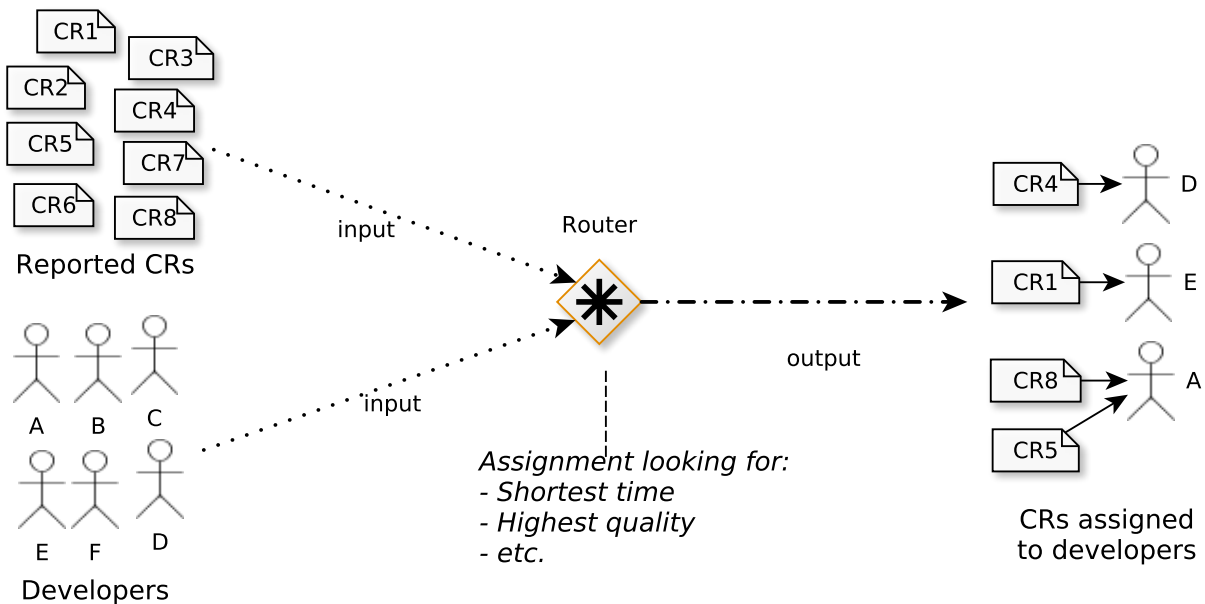 CR1
CR3
CR2
CR4
CR5
CR7
CR6
CR8
Reported CRs
input
Router
A
B
C
input
E
F
D
Developers
Assignment looking for:
- Shortest time
- Highest quality
- etc.
output
CR4
D
CR1
E
CR8
A
CR5
CRs assigned
to developers